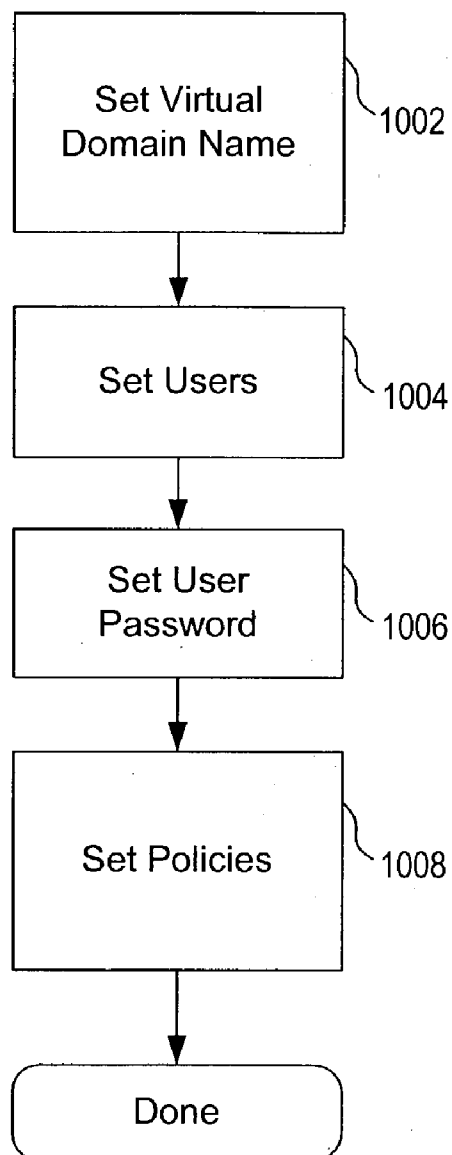 Set Virtual
Domain Name
1002
Set Users
1004
Set User
Password
1006
Set Policies
1008
Done